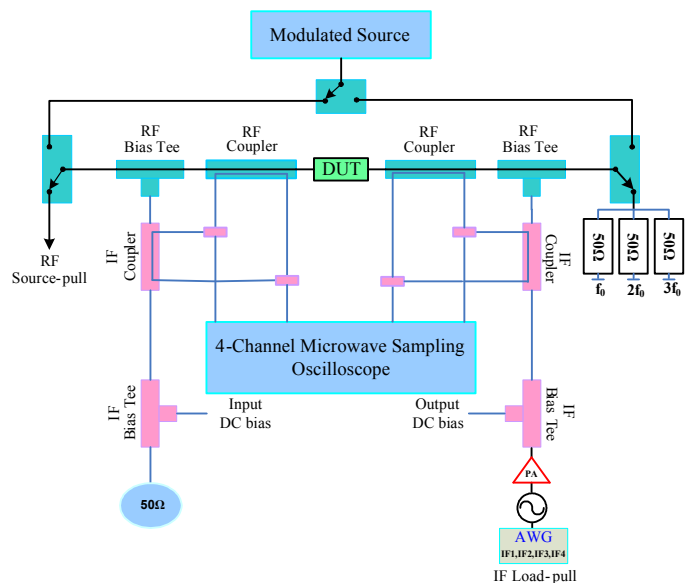 Modulated Source
RF
Bias Tee
RF
Coupler
RF
Coupler
RF
Bias Tee
DUT
RF
Source-pull
IF
Coupler
IF
Coupler
50Ω
50Ω
50Ω
f₀
2f₀
3f₀
4-Channel Microwave Sampling
Oscilloscope
IF
Bias Tee
Input
DC bias
Output
DC bias
IF
Bias Tee
50Ω
PA
AWG
IF1,IF2,IF3,IF4
IF Load-pull